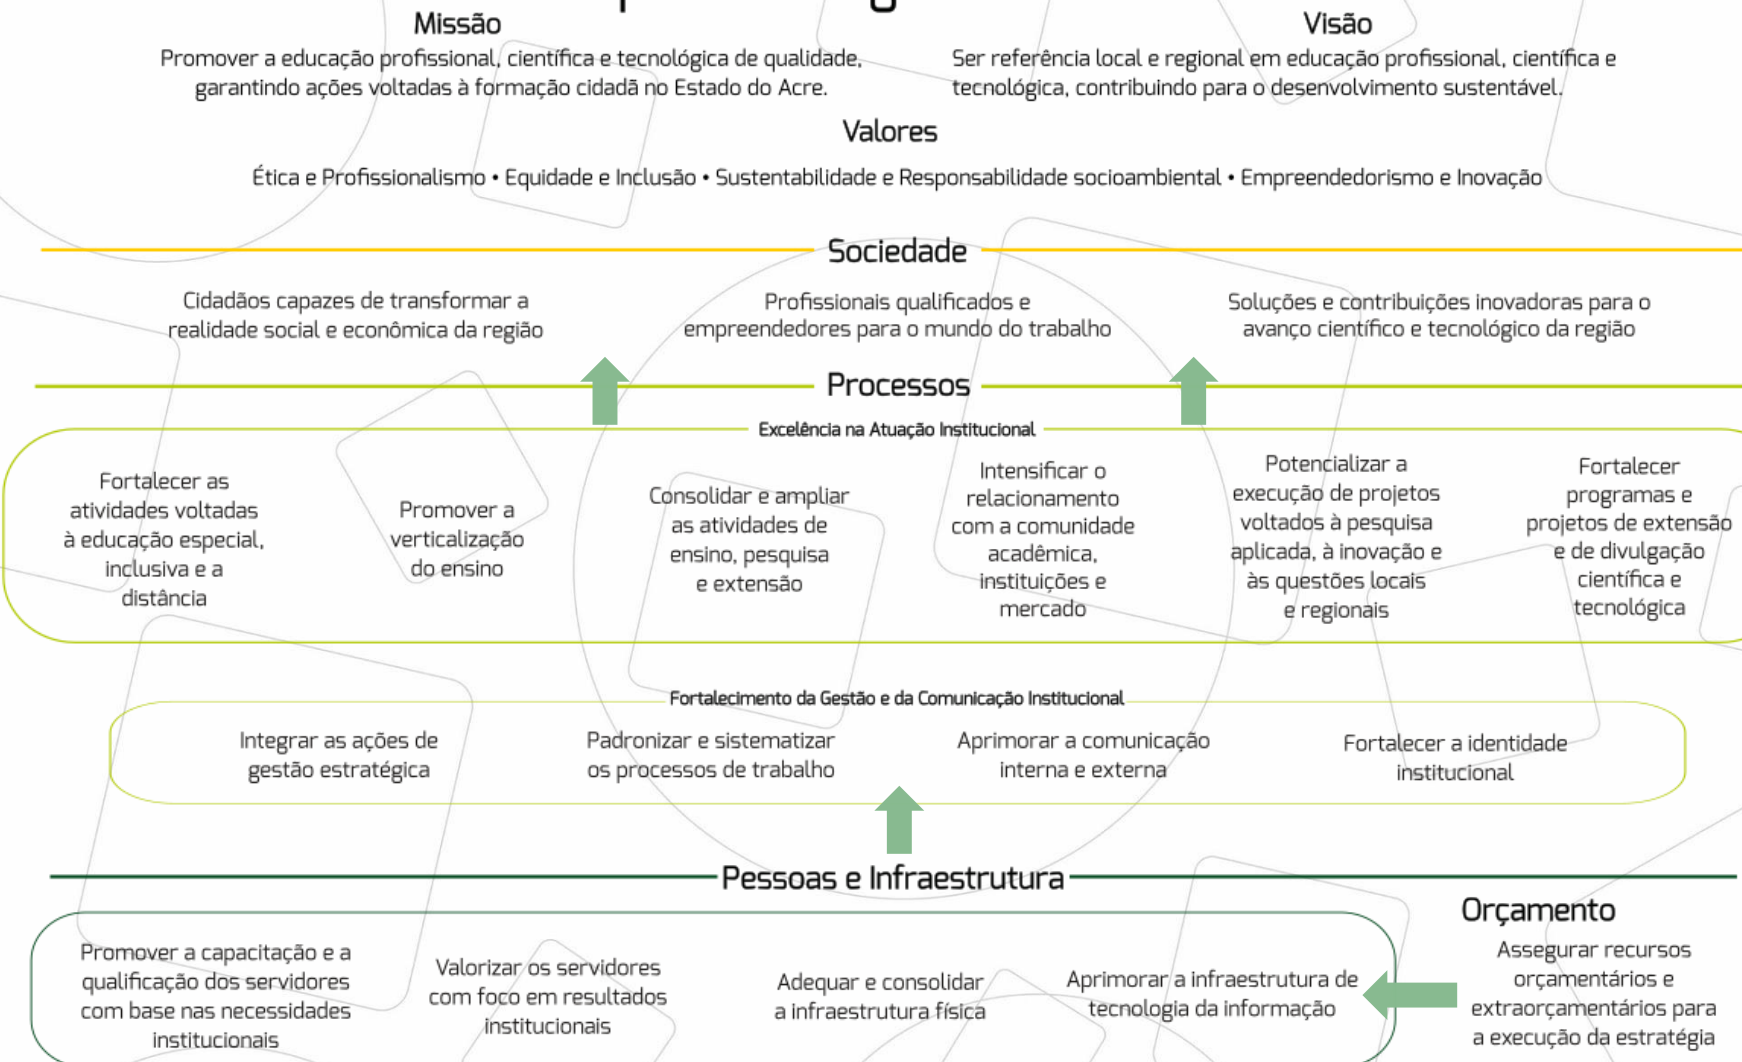 Missão
Promover a educação profissional, científica e tecnológica de qualidade,
garantindo ações voltadas à formação cidadã no Estado do Acre.
Visão
Ser referência local e regional em educação profissional, científica e
tecnológica, contribuindo para o desenvolvimento sustentável.
Valores
Ética e Profissionalismo • Equidade e Inclusão • Sustentabilidade e Responsabilidade socioambiental • Empreendedorismo e Inovação
Sociedade
Cidadãos capazes de transformar a
realidade social e econômica da região
Profissionais qualificados e
empreendedores para o mundo do trabalho
Soluções e contribuições inovadoras para o
avanço científico e tecnológico da região
Processos
Excelência na Atuação Institucional
Fortalecer as
atividades voltadas
à educação especial,
inclusiva e a
distância
Promover a
verticalização
do ensino
Consolidar e ampliar
as atividades de
ensino, pesquisa
e extensão
Intensificar o
relacionamento
com a comunidade
acadêmica,
instituições e
mercado
Potencializar a
execução de projetos
voltados à pesquisa
aplicada, à inovação e
às questões locais
e regionais
Fortalecer
programas e
projetos de extensão
e de divulgação
científica e
tecnológica
Fortalecimento da Gestão e da Comunicação Institucional
Integrar as ações de
gestão estratégica
Padronizar e sistematizar
os processos de trabalho
Aprimorar a comunicação
interna e externa
Fortalecer a identidade
institucional
Pessoas e Infraestrutura
Promover a capacitação e a
qualificação dos servidores
com base nas necessidades
institucionais
Valorizar os servidores
com foco em resultados
institucionais
Adequar e consolidar
a infraestrutura física
Aprimorar a infraestrutura de
tecnologia da informação
Orçamento
Assegurar recursos
orçamentários e
extraorçamentários para
a execução da estratégia